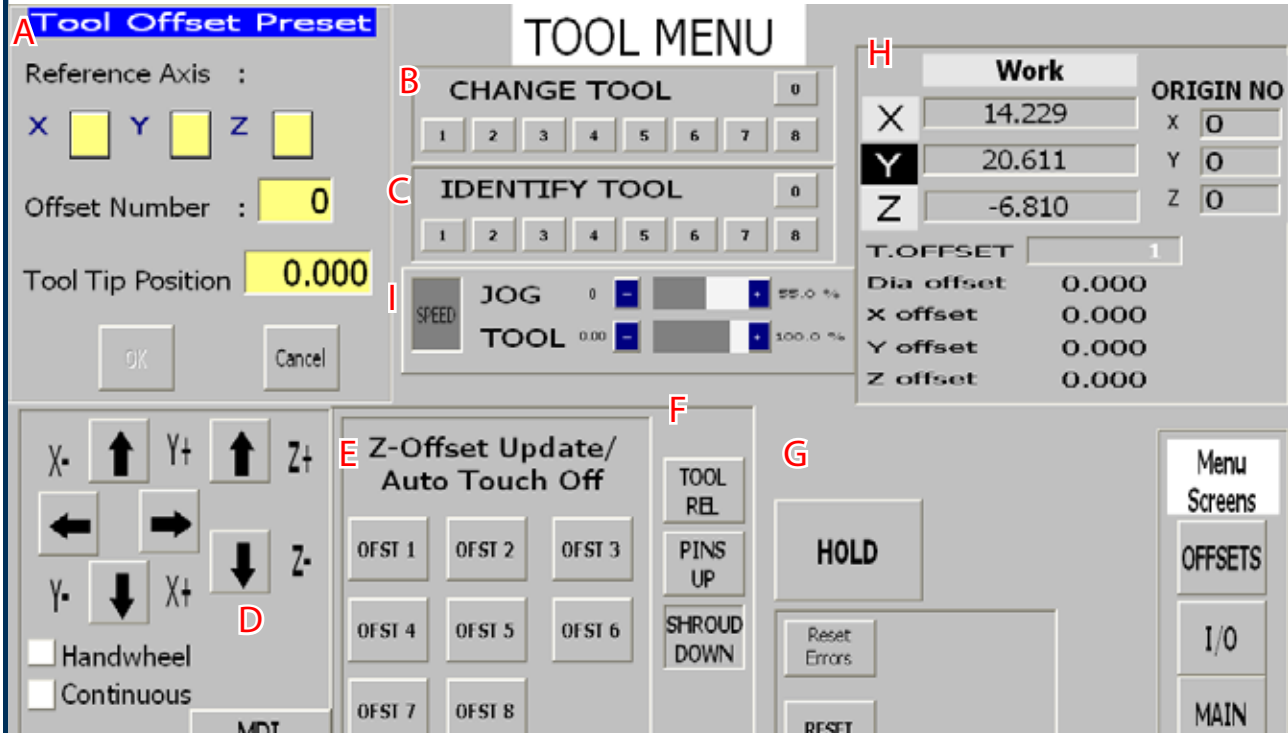 A
Tool Offset Preset
Reference Axis :
X Y Z
Offset Number : 0
Tool Tip Position 0.000
OK Cancel
TOOL MENU
B
CHANGE TOOL 0
1 2 3 4 5 6 7 8
C
IDENTIFY TOOL 0
1 2 3 4 5 6 7 8
I
SPEED
JOG 0 - + 55.0 %
TOOL 0.00 - + 100.0 %
H
Work
ORIGIN NO
X 14.229 X 0
Y 20.611 Y 0
Z -6.810 Z 0
T.OFFSET 1
Dia offset 0.000
X offset 0.000
Y offset 0.000
Z offset 0.000
X- Y+ Z+
Y- X+ Z-
D
Handwheel
Continuous
MDI
E
Z-Offset Update/
Auto Touch Off
OFST 1 OFST 2 OFST 3
OFST 4 OFST 5 OFST 6
OFST 7 OFST 8
F
TOOL
REL
PINS
UP
SHROUD
DOWN
G
HOLD
Reset
Errors
RESET
Menu
Screens
OFFSETS
I/O
MAIN